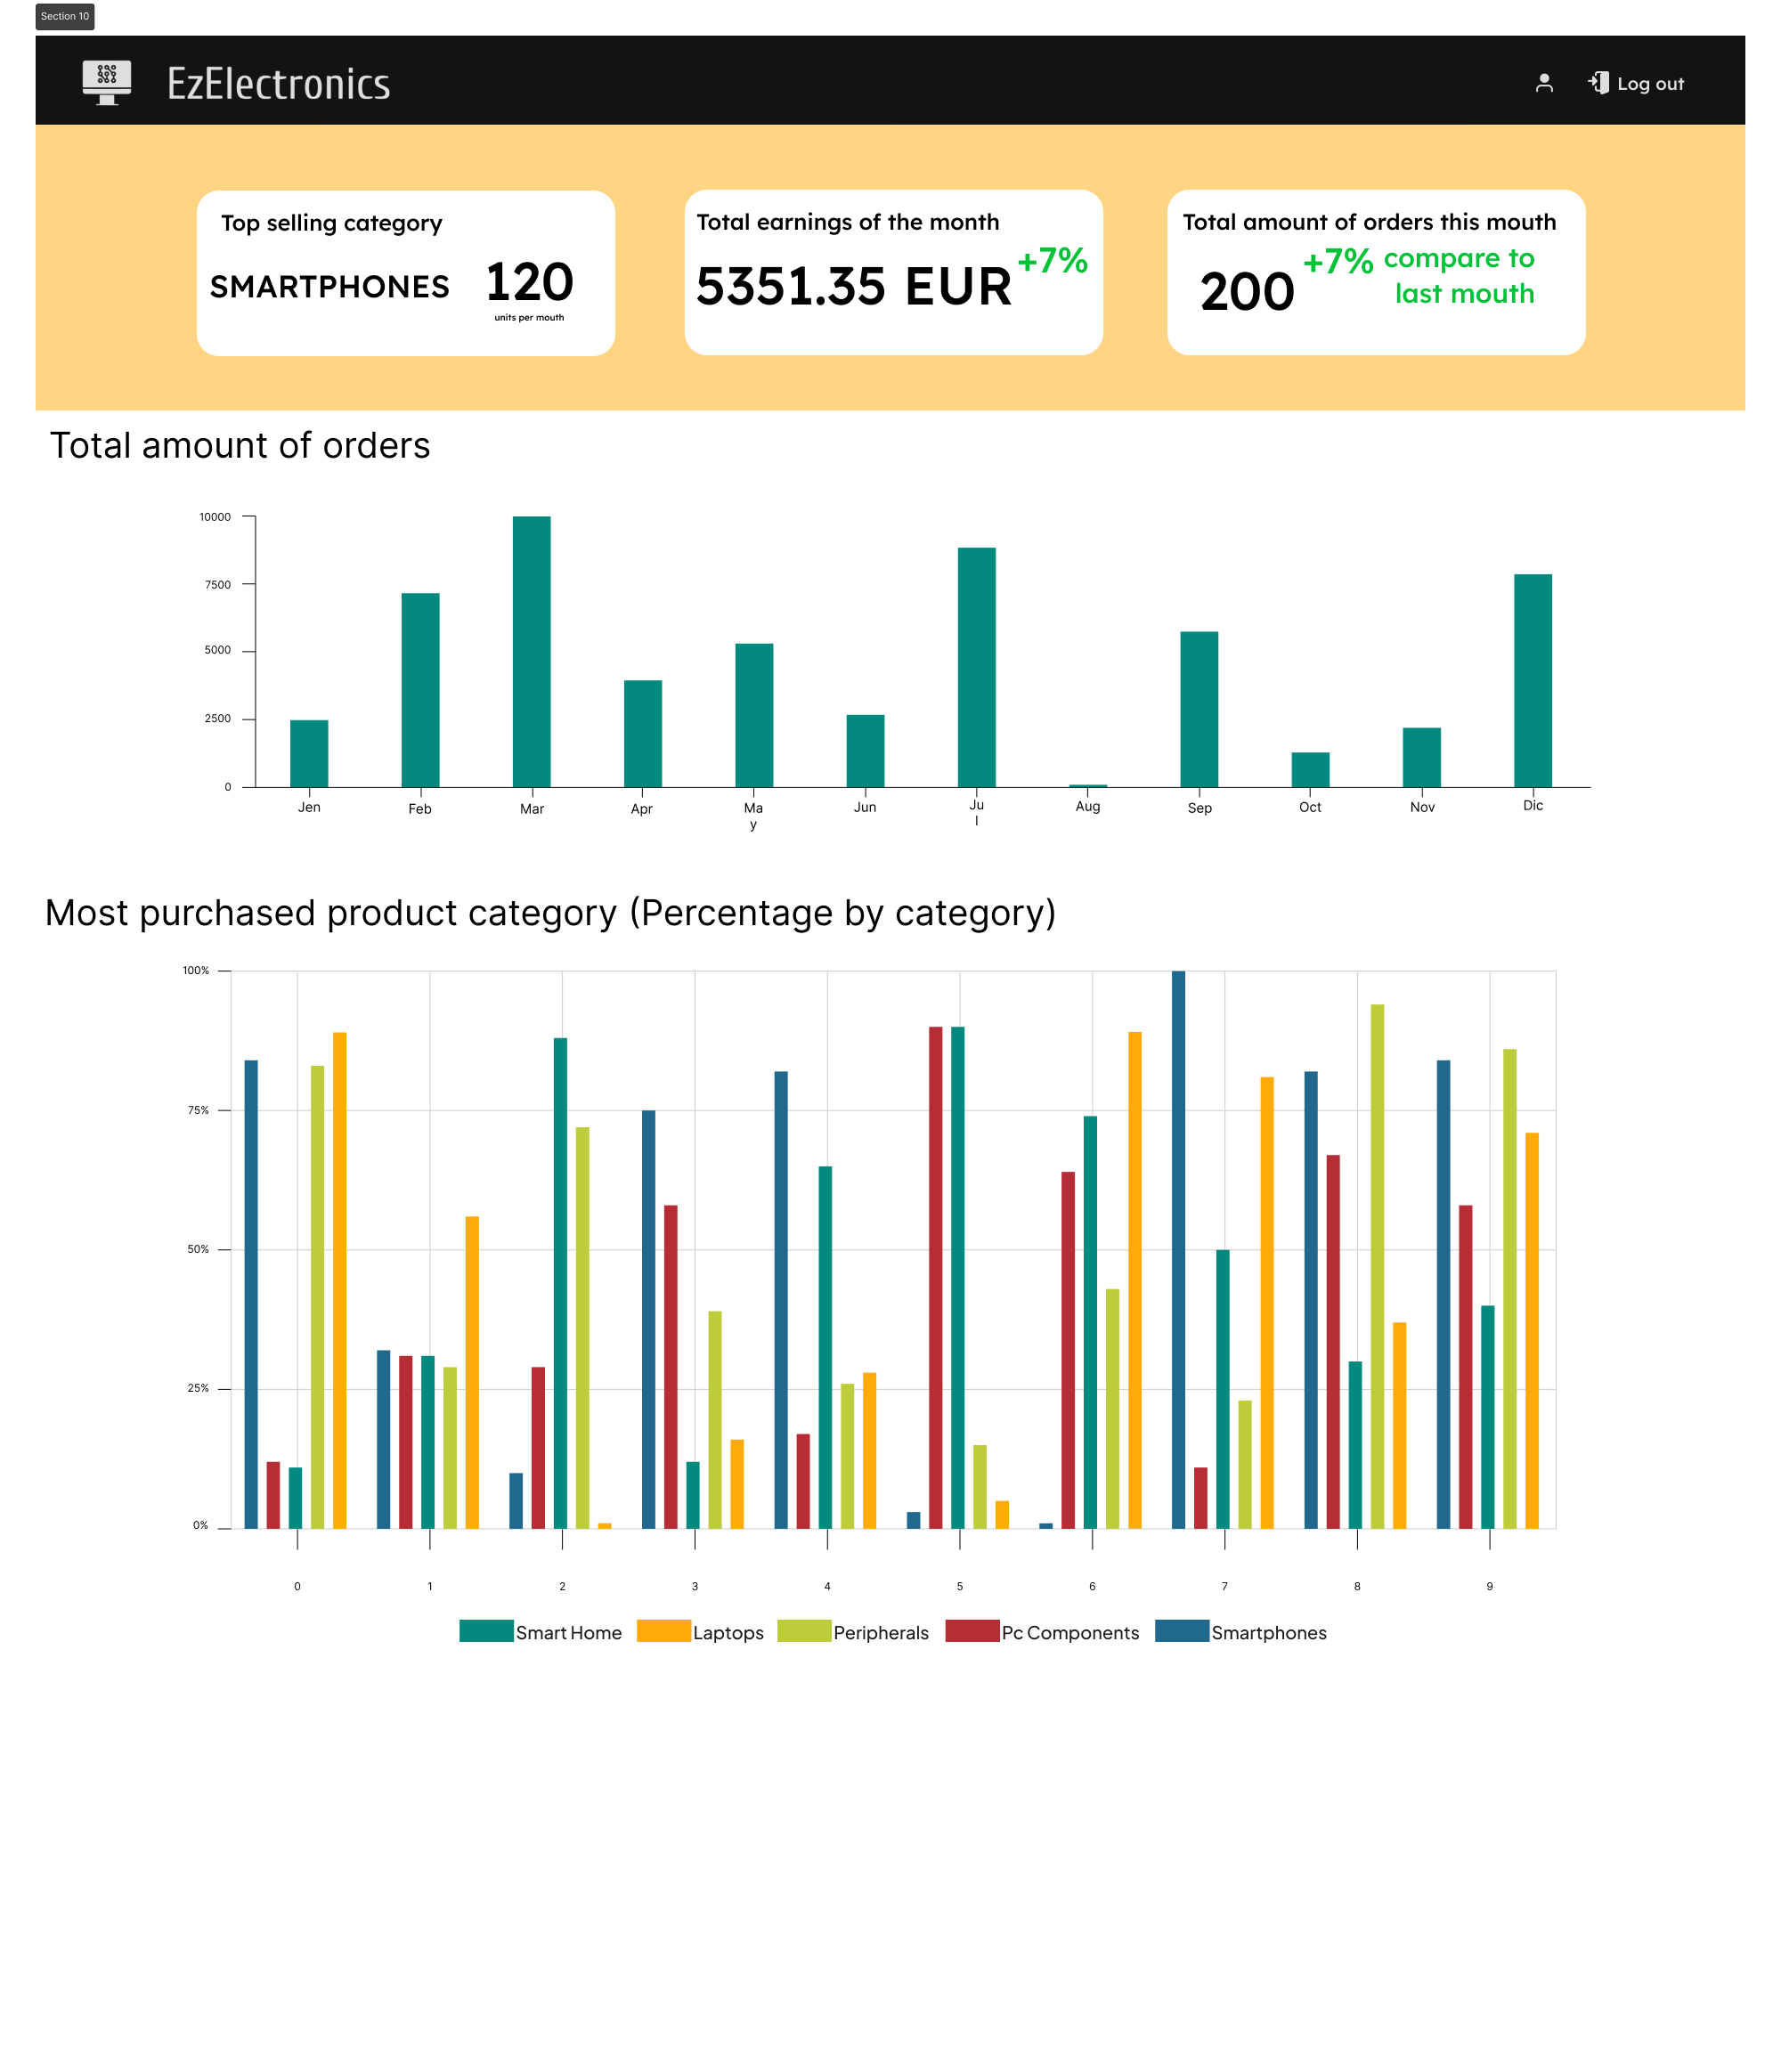 Section 10
EzElectronics
Log out
Top selling category
SMARTPHONES
120
units per mouth
Total earnings of the month
5351.35 EUR
+7%
Total amount of orders this mouth
200
+7%
compare to
last mouth
Total amount of orders
10000
7500
5000
2500
0
Jen
Feb
Mar
Apr
Ma
y
Jun
Ju
l
Aug
Sep
Oct
Nov
Dic
Most purchased product category (Percentage by category)
100%
75%
50%
25%
0%
0 1 2 3 4 5 6 7 8 9
Smart Home Laptops Peripherals Pc Components Smartphones